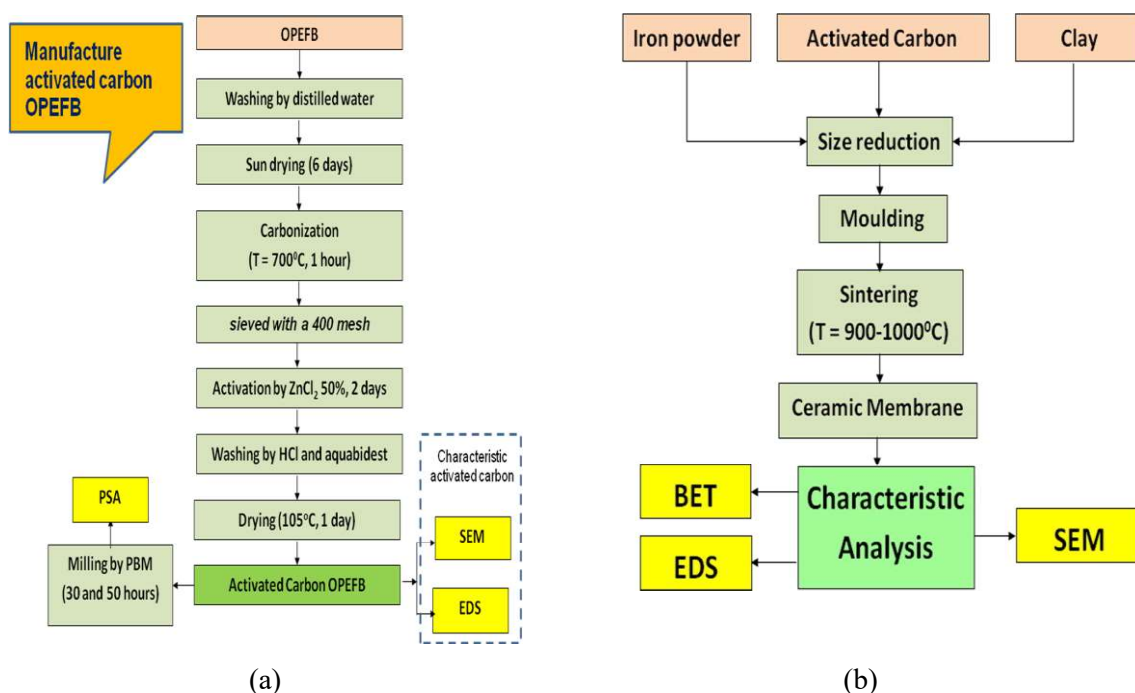 Manufacture
activated carbon
OPEFB
OPEFB
Washing by distilled water
Sun drying (6 days)
Carbonization
(T = 700⁰C, 1 hour)
sieved with a 400 mesh
Activation by ZnCl₂ 50%, 2 days
Washing by HCl and aquabidest
Drying (105°C, 1 day)
Activated Carbon OPEFB
PSA
Milling by PBM
(30 and 50 hours)
Characteristic
activated carbon
SEM
EDS
(a)
Iron powder
Activated Carbon
Clay
Size reduction
Moulding
Sintering
(T = 900-1000⁰C)
Ceramic Membrane
Characteristic
Analysis
BET
EDS
SEM
(b)